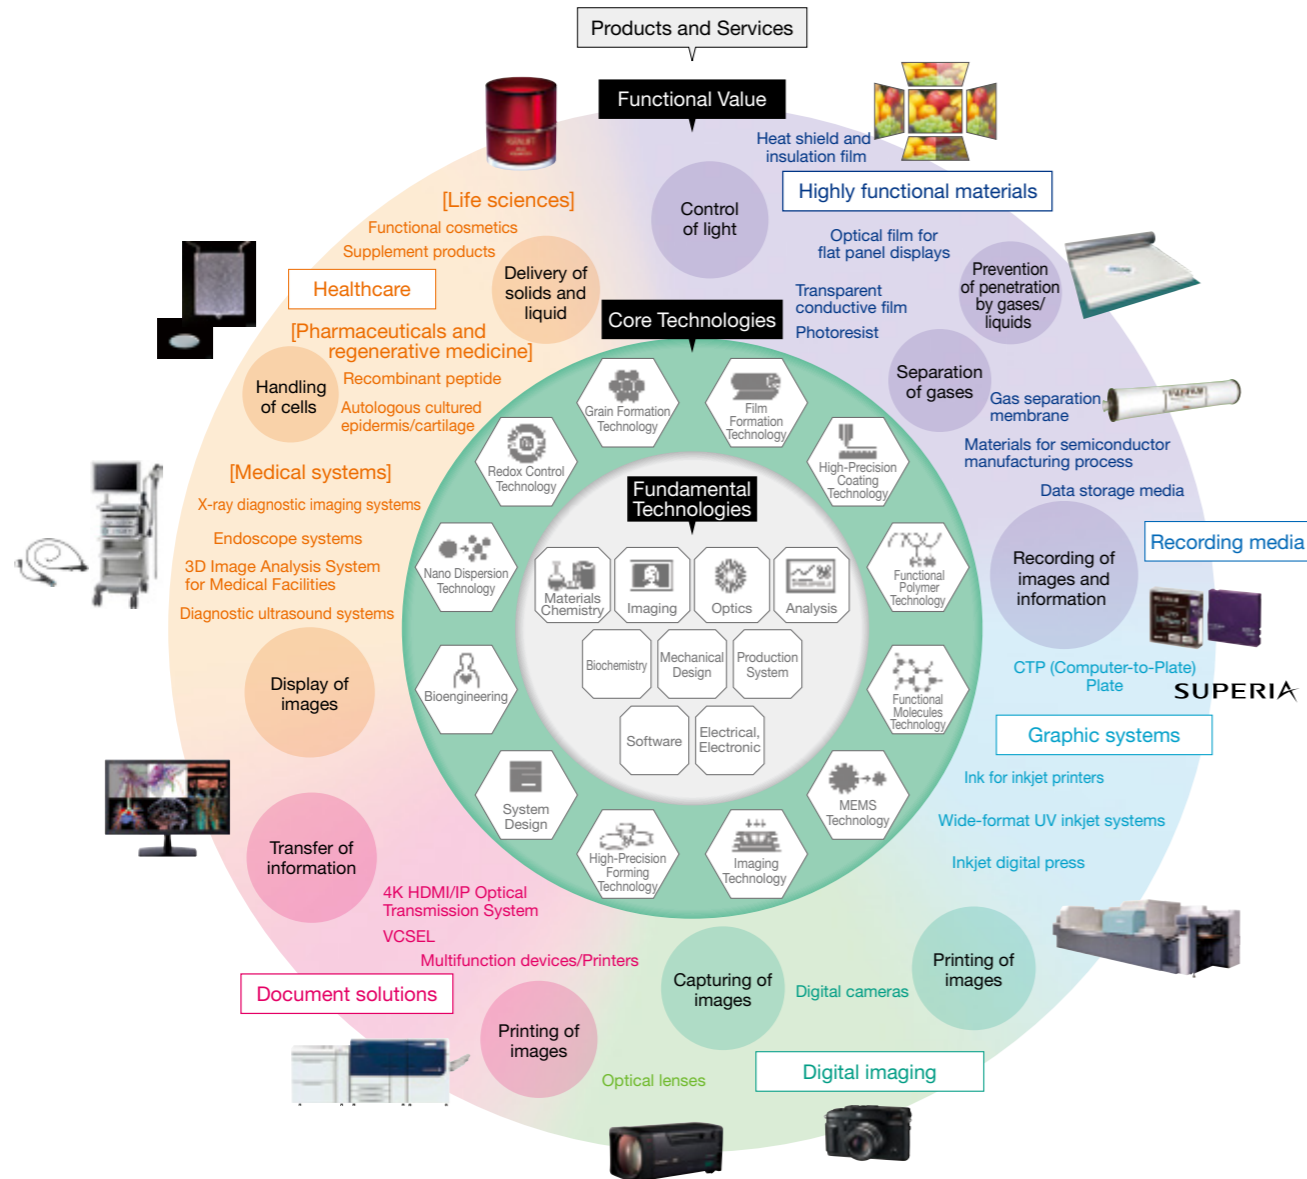 Products and Services
Functional Value
Heat shield and
insulation film
Highly functional materials
Control
of light
[Life sciences]
Functional cosmetics
Supplement products
Delivery of
solids and
liquid
Healthcare
Optical film for
flat panel displays
Prevention
of penetration
by gases/
liquids
Transparent
conductive film
Photoresist
Core Technologies
[Pharmaceuticals and
regenerative medicine]
Handling
of cells
Recombinant peptide
Autologous cultured
epidermis/cartilage
Separation
of gases
Gas separation
membrane
Materials for semiconductor
manufacturing process
Data storage media
Grain Formation
Technology
Film
Formation
Technology
Redox Control
Technology
High-Precision
Coating Technology
[Medical systems]
X-ray diagnostic imaging systems
Endoscope systems
3D Image Analysis System
for Medical Facilities
Diagnostic ultrasound systems
Fundamental
Technologies
Recording of
images and
information
Recording media
Nano Dispersion
Technology
Materials
Chemistry
Imaging
Optics
Analysis
Functional
Polymer
Technology
Biochemistry
Mechanical
Design
Production
System
Bioengineering
Functional
Molecules
Technology
CTP (Computer-to-Plate)
Plate
SUPERIA
Display of
images
Software
Electrical,
Electronic
Graphic systems
Ink for inkjet printers
Wide-format UV inkjet systems
Inkjet digital press
System
Design
MEMS
Technology
High-Precision
Forming
Technology
Imaging
Technology
Transfer of
information
4K HDMI/IP Optical
Transmission System
VCSEL
Multifunction devices/Printers
Document solutions
Printing of
images
Capturing of
images
Digital cameras
Printing of
images
Optical lenses
Digital imaging